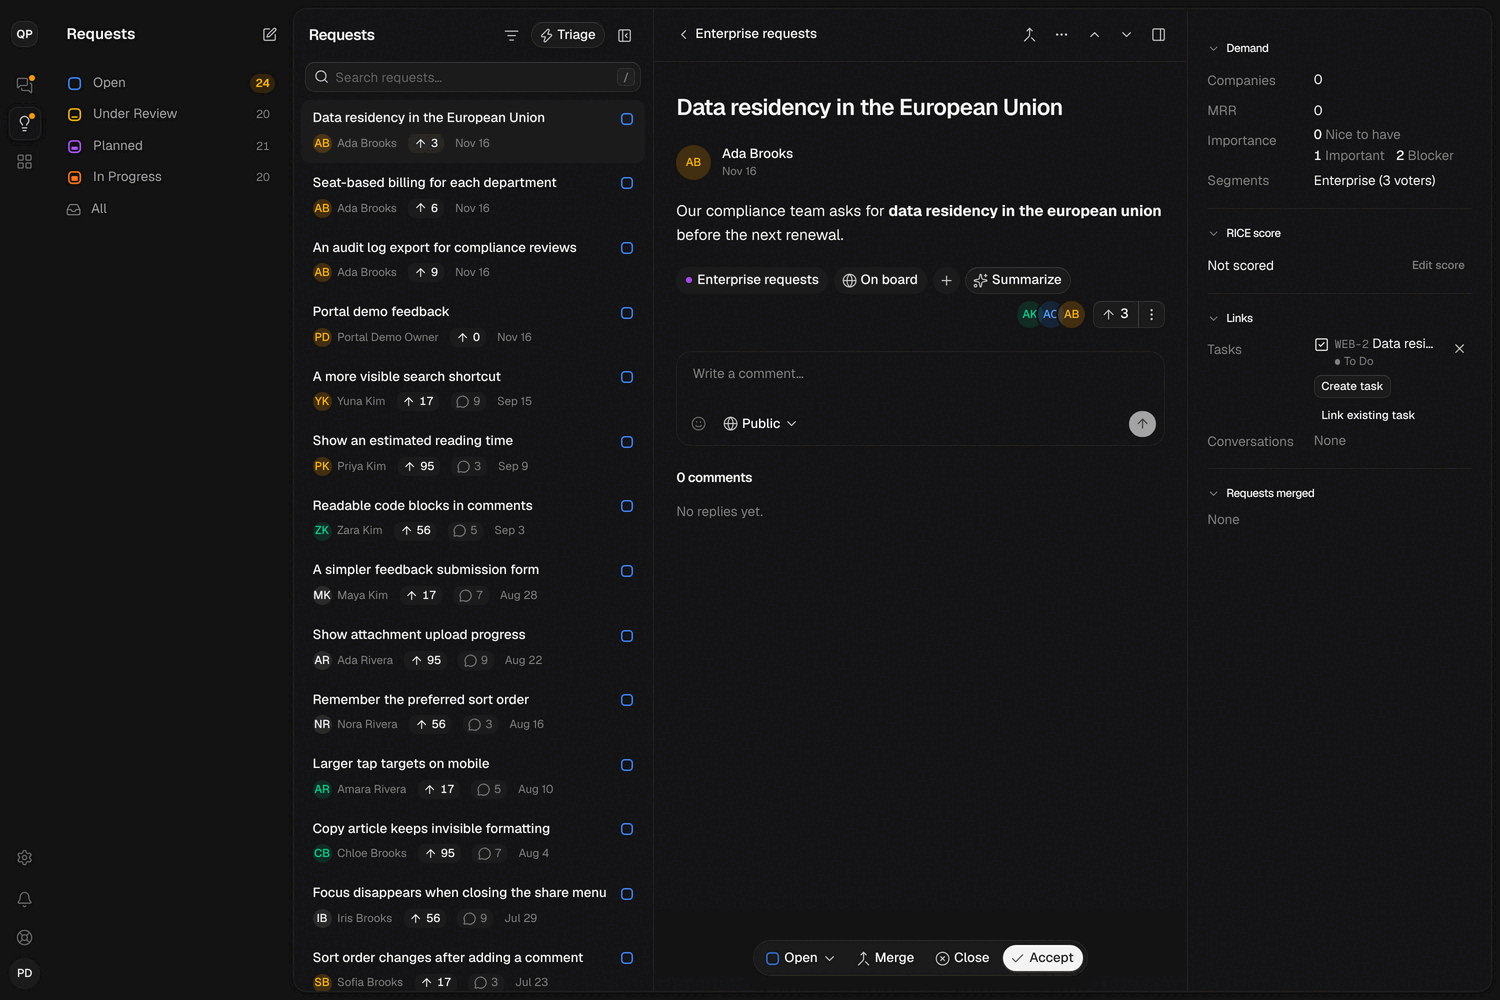 QP
Requests
Open 24
Under Review 20
Planned 21
In Progress 20
All
PD
Requests
Triage
Search requests... /
Data residency in the European Union
AB Ada Brooks 3 Nov 16
Seat-based billing for each department
AB Ada Brooks 6 Nov 16
An audit log export for compliance reviews
AB Ada Brooks 9 Nov 16
Portal demo feedback
PD Portal Demo Owner 0 Nov 16
A more visible search shortcut
YK Yuna Kim 17 9 Sep 15
Show an estimated reading time
PK Priya Kim 95 3 Sep 9
Readable code blocks in comments
ZK Zara Kim 56 5 Sep 3
A simpler feedback submission form
MK Maya Kim 17 7 Aug 28
Show attachment upload progress
AR Ada Rivera 95 9 Aug 22
Remember the preferred sort order
NR Nora Rivera 56 3 Aug 16
Larger tap targets on mobile
AR Amara Rivera 17 5 Aug 10
Copy article keeps invisible formatting
CB Chloe Brooks 95 7 Aug 4
Focus disappears when closing the share menu
IB Iris Brooks 56 9 Jul 29
Sort order changes after adding a comment
SB Sofia Brooks 17 3 Jul 23
Enterprise requests
Data residency in the European Union
AB Ada Brooks
Nov 16
Our compliance team asks for data residency in the european union
before the next renewal.
Enterprise requests On board Summarize
AK AC AB 3
Write a comment...
Public
0 comments
No replies yet.
Open Merge Close Accept
Demand
Companies 0
MRR 0
Importance 0 Nice to have
1 Important 2 Blocker
Segments Enterprise (3 voters)
RICE score
Not scored Edit score
Links
Tasks WEB-2 Data resi...
To Do
Create task
Link existing task
Conversations None
Requests merged
None